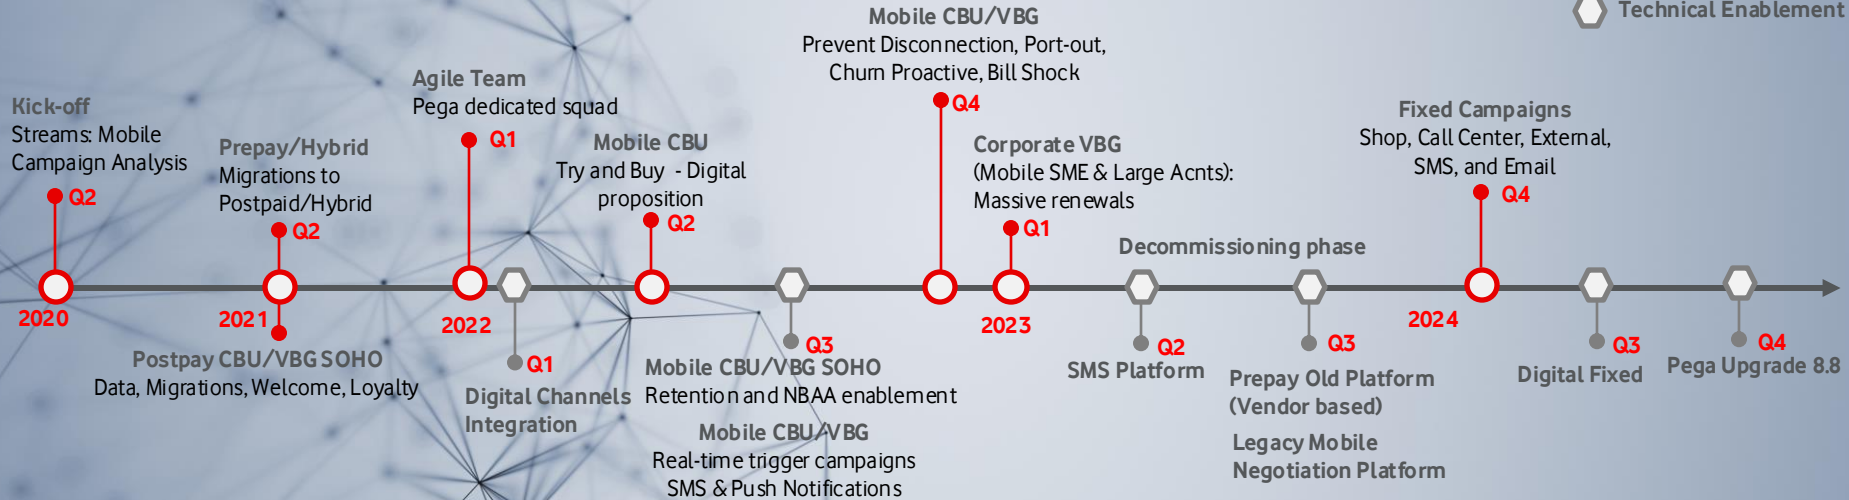 Technical Enablement
Kick-off
Streams: Mobile
Campaign Analysis
Q2
2020
Prepay/Hybrid
Migrations to
Postpaid/Hybrid
Q2
2021
Postpay CBU/VBG SOHO
Data, Migrations, Welcome, Loyalty
Agile Team
Pega dedicated squad
Q1
2022
Q1
Digital Channels
Integration
Mobile CBU
Try and Buy - Digital
proposition
Q2
Q3
Mobile CBU/VBG SOHO
Retention and NBAA enablement
Mobile CBU/VBG
Real-time trigger campaigns
SMS & Push Notifications
Mobile CBU/VBG
Prevent Disconnection, Port-out,
Churn Proactive, Bill Shock
Q4
Corporate VBG
(Mobile SME & Large Acnts):
Massive renewals
Q1
2023
Decommissioning phase
Q2
SMS Platform
Q3
Prepay Old Platform
(Vendor based)
Legacy Mobile
Negotiation Platform
Fixed Campaigns
Shop, Call Center, External,
SMS, and Email
Q4
2024
Q3
Digital Fixed
Q4
Pega Upgrade 8.8